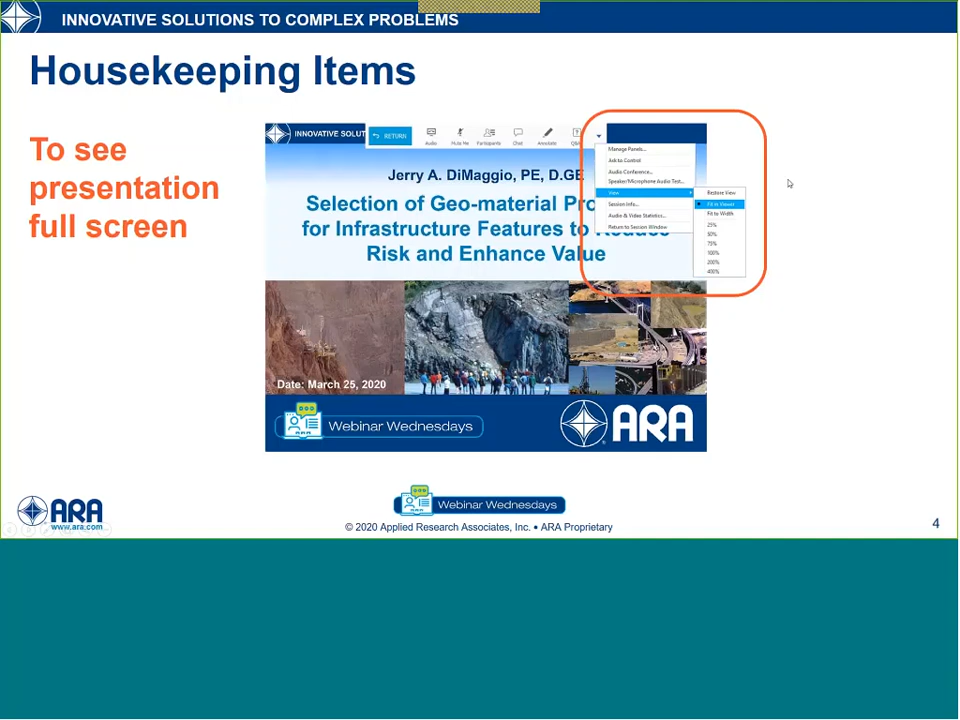 INNOVATIVE SOLUTIONS TO COMPLEX PROBLEMS
Housekeeping Items
To see
presentation
full screen
INNOVATIVE SOLUT
RETURN
Audio
Mute Me
Participants
Chat
Annotate
Q&A
Manage Panels...
Ask to Control
Audio Conference...
Speaker/Microphone Audio Test...
View
Session Info...
Audio & Video Statistics...
Return to Session Window
Restore View
Fit to Viewer
Fit to Width
25%
50%
75%
100%
200%
400%
Jerry A. DiMaggio, PE, D.GE
Selection of Geo-material Pro
for Infrastructure Features to Reduce
Risk and Enhance Value
Date: March 25, 2020
Webinar Wednesdays
ARA
ARA
www.ara.com
Webinar Wednesdays
© 2020 Applied Research Associates, Inc. • ARA Proprietary
4